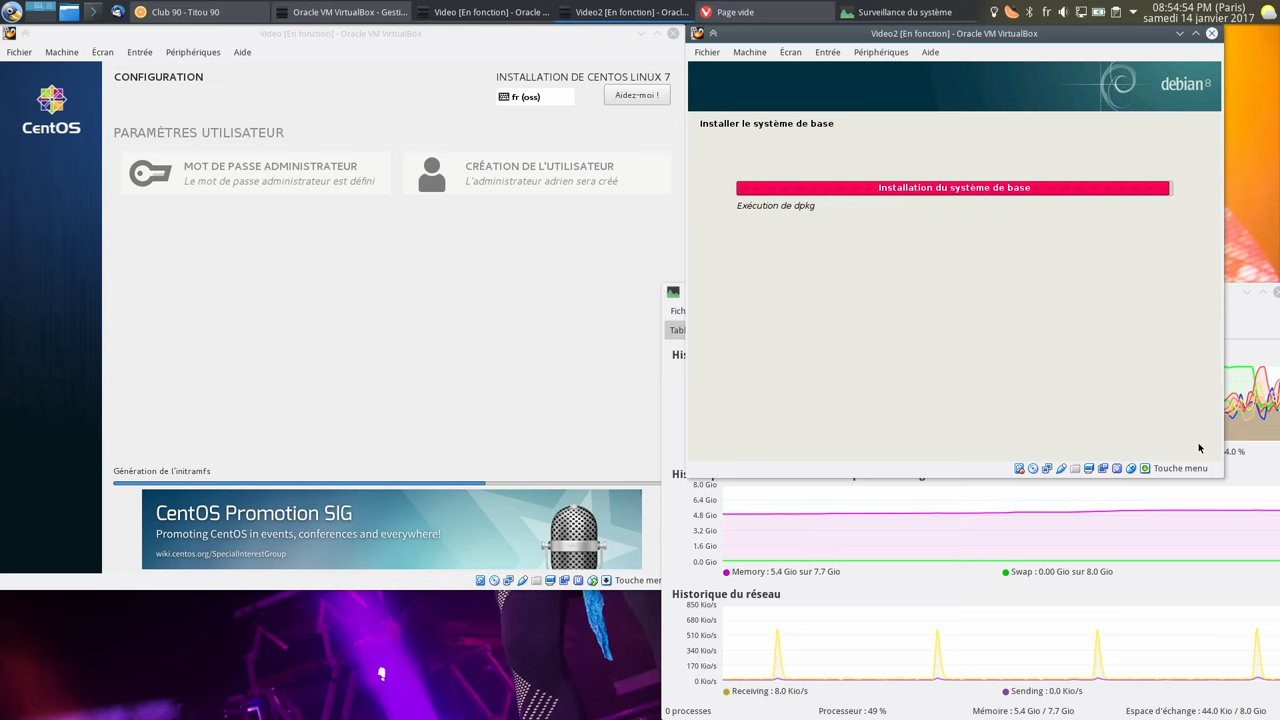 Club 90 - Titou 90
Oracle VM VirtualBox - Gesti...
Video [En fonction] - Oracle ...
Video2 [En fonction] - Oracl...
Page vide
Surveillance du système
fr
08:54:54 PM (Paris)
samedi 14 janvier 2017
Video [En fonction] - Oracle VM VirtualBox
Fichier Machine Écran Entrée Périphériques Aide
CentOS
CONFIGURATION
INSTALLATION DE CENTOS LINUX 7
fr (oss)
Aidez-moi !
PARAMÈTRES UTILISATEUR
MOT DE PASSE ADMINISTRATEUR
Le mot de passe administrateur est défini
CRÉATION DE L'UTILISATEUR
L'administrateur adrien sera créé
Génération de l'initramfs
CentOS Promotion SIG
Promoting CentOS in events, conferences and everywhere!
wiki.centos.org/SpecialInterestGroup
Touche men
Video2 [En fonction] - Oracle VM VirtualBox
Fichier Machine Écran Entrée Périphériques Aide
debian 8
Installer le système de base
Installation du système de base
Exécution de dpkg
Touche menu
Fich
Tabl
His
4.0 %
His
8.0 Gio
6.4 Gio
4.8 Gio
3.2 Gio
1.6 Gio
0.0 Gio
Memory : 5.4 Gio sur 7.7 Gio
Swap : 0.00 Gio sur 8.0 Gio
Historique du réseau
850 Kio/s
680 Kio/s
510 Kio/s
340 Kio/s
170 Kio/s
0 Kio/s
Receiving : 8.0 Kio/s
Sending : 0.0 Kio/s
0 processes
Processeur : 49 %
Mémoire : 5.4 Gio / 7.7 Gio
Espace d'échange : 44.0 Kio / 8.0 Gio